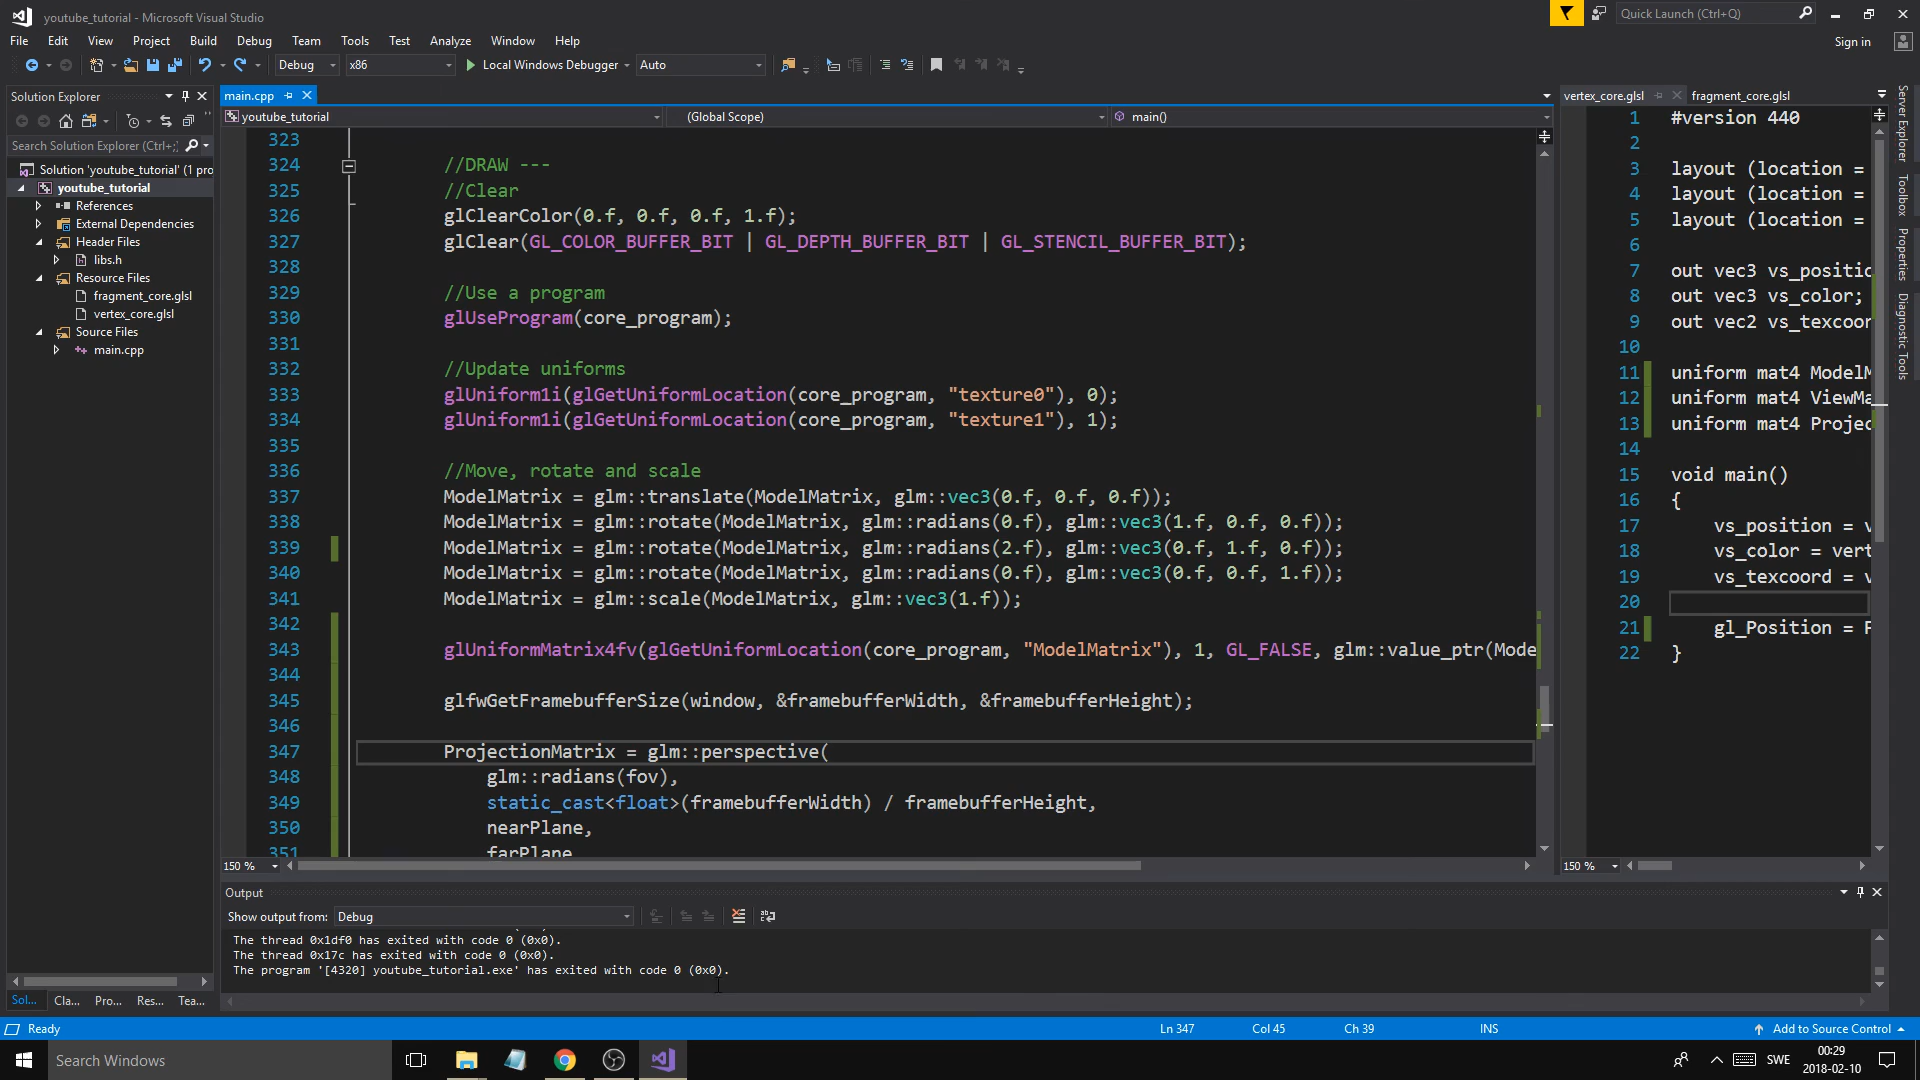 youtube_tutorial - Microsoft Visual Studio
Quick Launch (Ctrl+Q)
File Edit View Project Build Debug Team Tools Test Analyze Window Help
Sign in
Debug x86 Local Windows Debugger Auto
Solution Explorer
Search Solution Explorer (Ctrl+;)
Solution 'youtube_tutorial' (1 pro
youtube_tutorial
References
External Dependencies
Header Files
libs.h
Resource Files
fragment_core.glsl
vertex_core.glsl
Source Files
main.cpp
Sol... Cla... Pro... Res... Tea...
main.cpp
youtube_tutorial (Global Scope) main()
323
324 //DRAW ---
325 //Clear
326 glClearColor(0.f, 0.f, 0.f, 1.f);
327 glClear(GL_COLOR_BUFFER_BIT | GL_DEPTH_BUFFER_BIT | GL_STENCIL_BUFFER_BIT);
328
329 //Use a program
330 glUseProgram(core_program);
331
332 //Update uniforms
333 glUniform1i(glGetUniformLocation(core_program, "texture0"), 0);
334 glUniform1i(glGetUniformLocation(core_program, "texture1"), 1);
335
336 //Move, rotate and scale
337 ModelMatrix = glm::translate(ModelMatrix, glm::vec3(0.f, 0.f, 0.f));
338 ModelMatrix = glm::rotate(ModelMatrix, glm::radians(0.f), glm::vec3(1.f, 0.f, 0.f));
339 ModelMatrix = glm::rotate(ModelMatrix, glm::radians(2.f), glm::vec3(0.f, 1.f, 0.f));
340 ModelMatrix = glm::rotate(ModelMatrix, glm::radians(0.f), glm::vec3(0.f, 0.f, 1.f));
341 ModelMatrix = glm::scale(ModelMatrix, glm::vec3(1.f));
342
343 glUniformMatrix4fv(glGetUniformLocation(core_program, "ModelMatrix"), 1, GL_FALSE, glm::value_ptr(Mode
344
345 glfwGetFramebufferSize(window, &framebufferWidth, &framebufferHeight);
346
347 ProjectionMatrix = glm::perspective(
348 glm::radians(fov),
349 static_cast<float>(framebufferWidth) / framebufferHeight,
350 nearPlane,
351 farPlane
150 %
vertex_core.glsl fragment_core.glsl
1 #version 440
2
3 layout (location =
4 layout (location =
5 layout (location =
6
7 out vec3 vs_positio
8 out vec3 vs_color;
9 out vec2 vs_texcoor
10
11 uniform mat4 ModelM
12 uniform mat4 ViewMa
13 uniform mat4 Projec
14
15 void main()
16 {
17 vs_position = v
18 vs_color = vert
19 vs_texcoord = v
20
21 gl_Position = P
22 }
150 %
Server Explorer
Toolbox
Properties
Diagnostic Tools
Output
Show output from: Debug
The thread 0x1df0 has exited with code 0 (0x0).
The thread 0x17c has exited with code 0 (0x0).
The program '[4320] youtube_tutorial.exe' has exited with code 0 (0x0).
Ready Ln 347 Col 45 Ch 39 INS Add to Source Control
Search Windows
SWE
00:29
2018-02-10